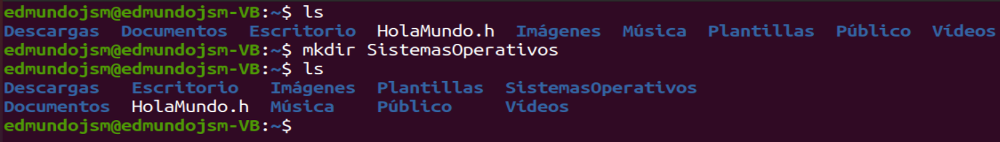 edmundojsm@edmundojsm-VB:~$ ls
Descargas  Documentos  Escritorio  HolaMundo.h  Imágenes  Música  Plantillas  Público  Vídeos
edmundojsm@edmundojsm-VB:~$ mkdir SistemasOperativos
edmundojsm@edmundojsm-VB:~$ ls
Descargas   Escritorio   Imágenes  Plantillas  SistemasOperativos
Documentos  HolaMundo.h  Música    Público     Vídeos
edmundojsm@edmundojsm-VB:~$